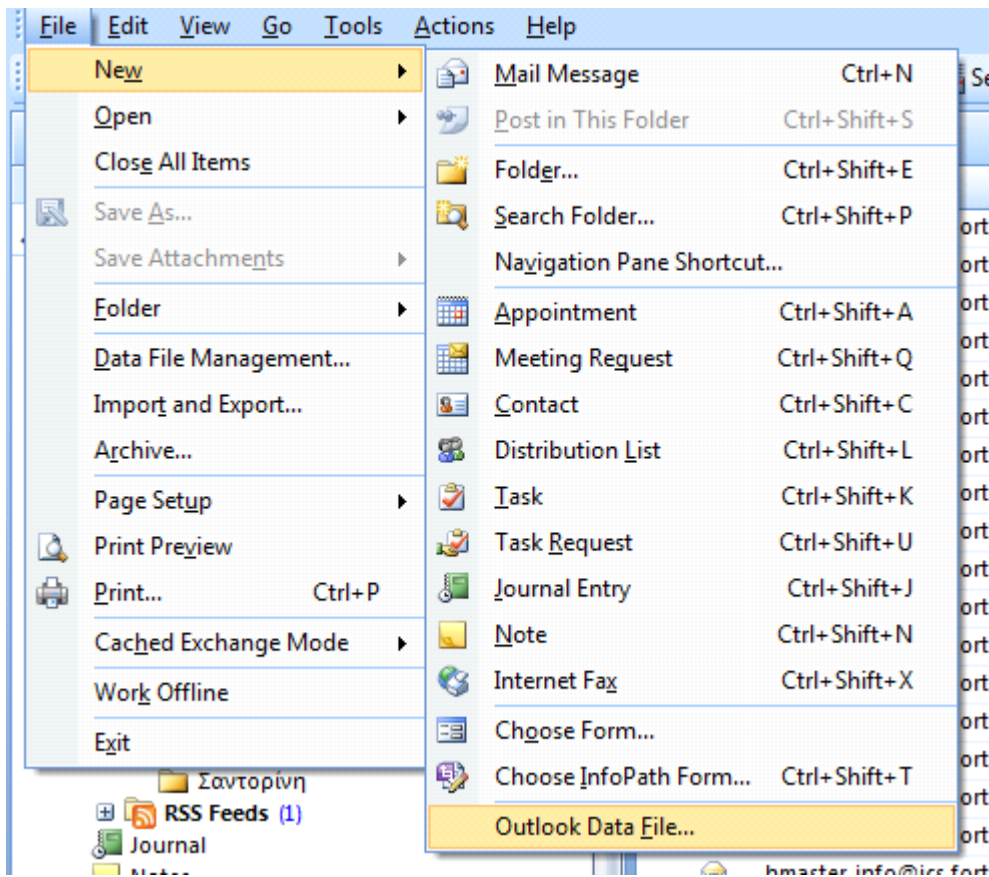 File Edit View Go Tools Actions Help
New
Open
Close All Items
Save As...
Save Attachments
Folder
Data File Management...
Import and Export...
Archive...
Page Setup
Print Preview
Print... Ctrl+P
Cached Exchange Mode
Work Offline
Exit
Mail Message Ctrl+N
Post in This Folder Ctrl+Shift+S
Folder... Ctrl+Shift+E
Search Folder... Ctrl+Shift+P
Navigation Pane Shortcut...
Appointment Ctrl+Shift+A
Meeting Request Ctrl+Shift+Q
Contact Ctrl+Shift+C
Distribution List Ctrl+Shift+L
Task Ctrl+Shift+K
Task Request Ctrl+Shift+U
Journal Entry Ctrl+Shift+J
Note Ctrl+Shift+N
Internet Fax Ctrl+Shift+X
Choose Form...
Choose InfoPath Form... Ctrl+Shift+T
Outlook Data File...
Σαντορίνη
RSS Feeds (1)
Journal